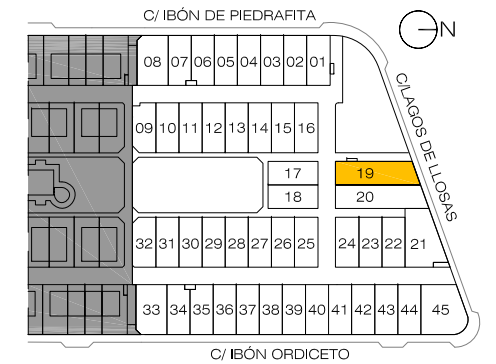 C/ IBÓN DE PIEDRAFITA
N
08 07 06 05 04 03 02 01
C/LAGOS DE LLOSAS
09 10 11 12 13 14 15 16
17 19
18 20
32 31 30 29 28 27 26 25 24 23 22 21
33 34 35 36 37 38 39 40 41 42 43 44 45
C/ IBÓN ORDICETO